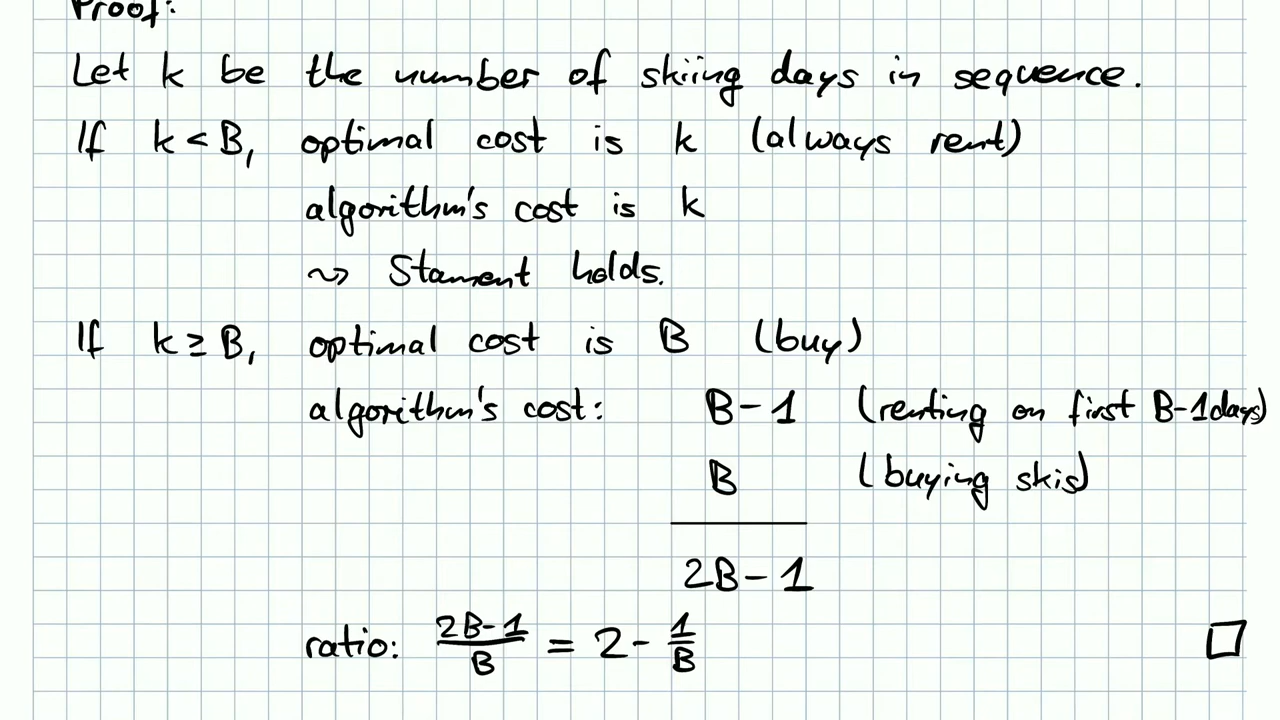 Proof:
Let k be the number of skiing days in sequence.
If k < B, optimal cost is k (always rent)
algorithm's cost is k
⇝ Stament holds.
If k ≥ B, optimal cost is B (buy)
algorithm's cost: B-1 (renting on first B-1 days)
B (buying skis)
2B-1
ratio: \frac{2B-1}{B} = 2 - \frac{1}{B} □